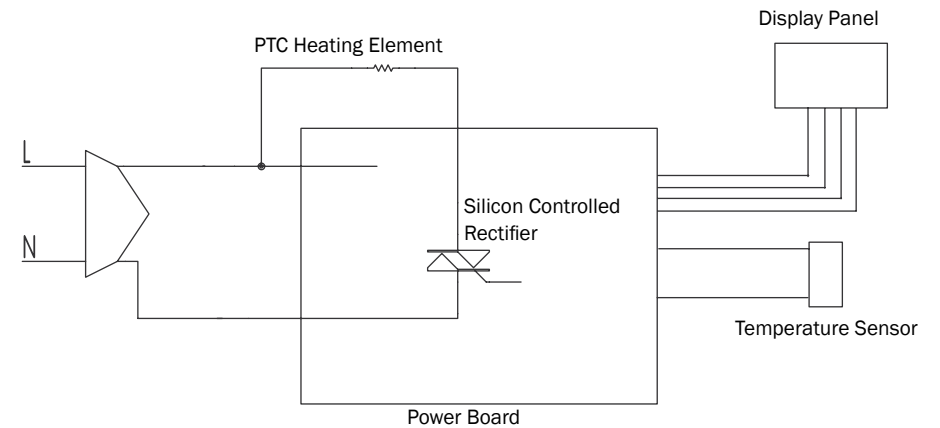 Display Panel
PTC Heating Element
L
Silicon Controlled
Rectifier
N
Temperature Sensor
Power Board